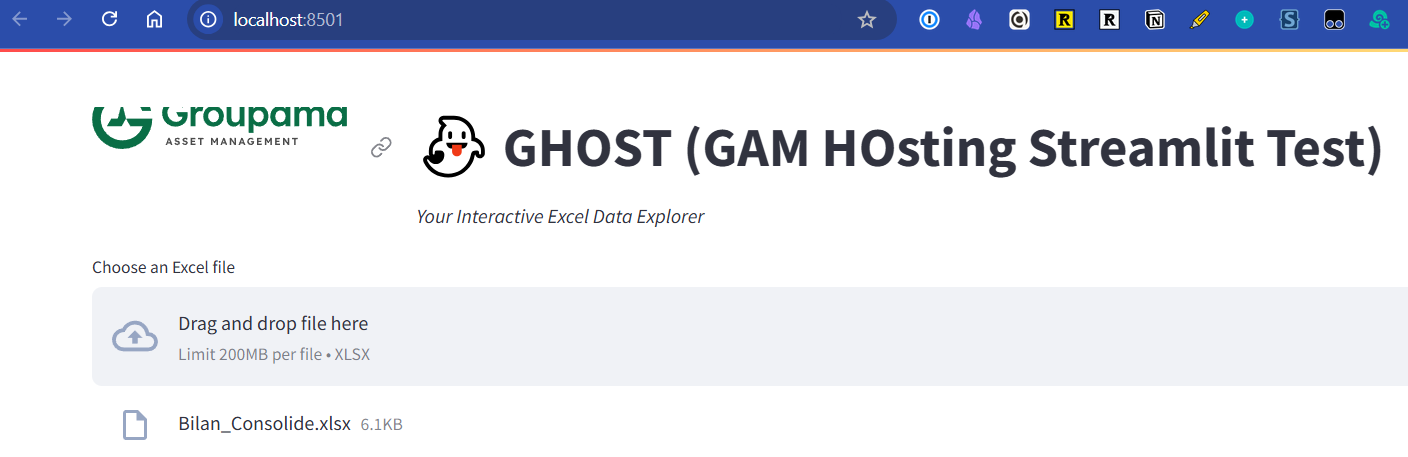 localhost:8501
Groupama
ASSET MANAGEMENT
GHOST (GAM HOsting Streamlit Test)
Your Interactive Excel Data Explorer
Choose an Excel file
Drag and drop file here
Limit 200MB per file • XLSX
Bilan_Consolide.xlsx 6.1KB